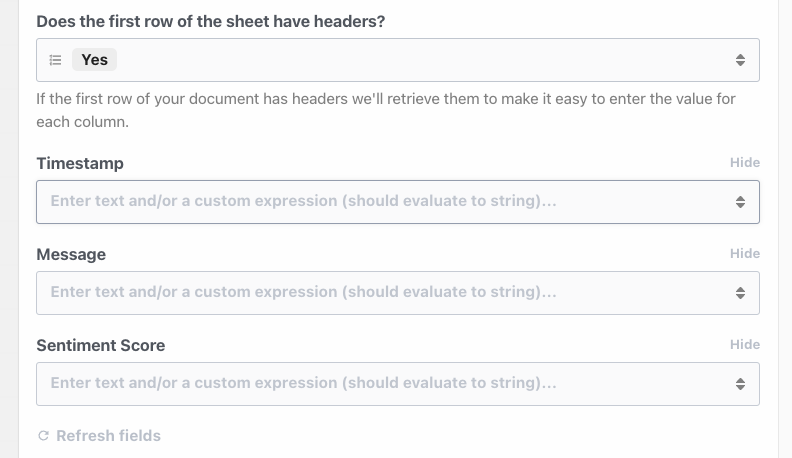 Does the first row of the sheet have headers?
Yes
If the first row of your document has headers we'll retrieve them to make it easy to enter the value for
each column.
Timestamp Hide
Enter text and/or a custom expression (should evaluate to string)...
Message Hide
Enter text and/or a custom expression (should evaluate to string)...
Sentiment Score Hide
Enter text and/or a custom expression (should evaluate to string)...
Refresh fields